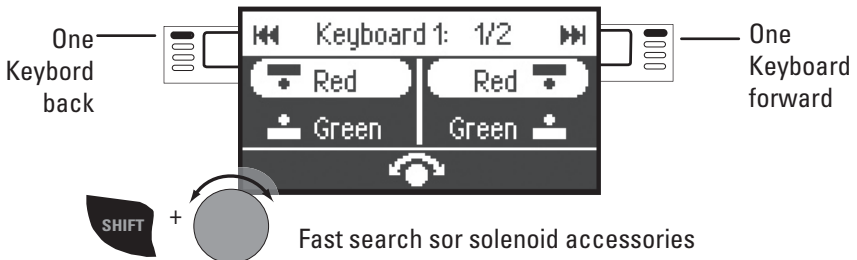 One
Keybord
back
Keyboard 1: 1/2
Red Red
Green Green
One
Keyboard
forward
SHIFT +
Fast search sor solenoid accessories